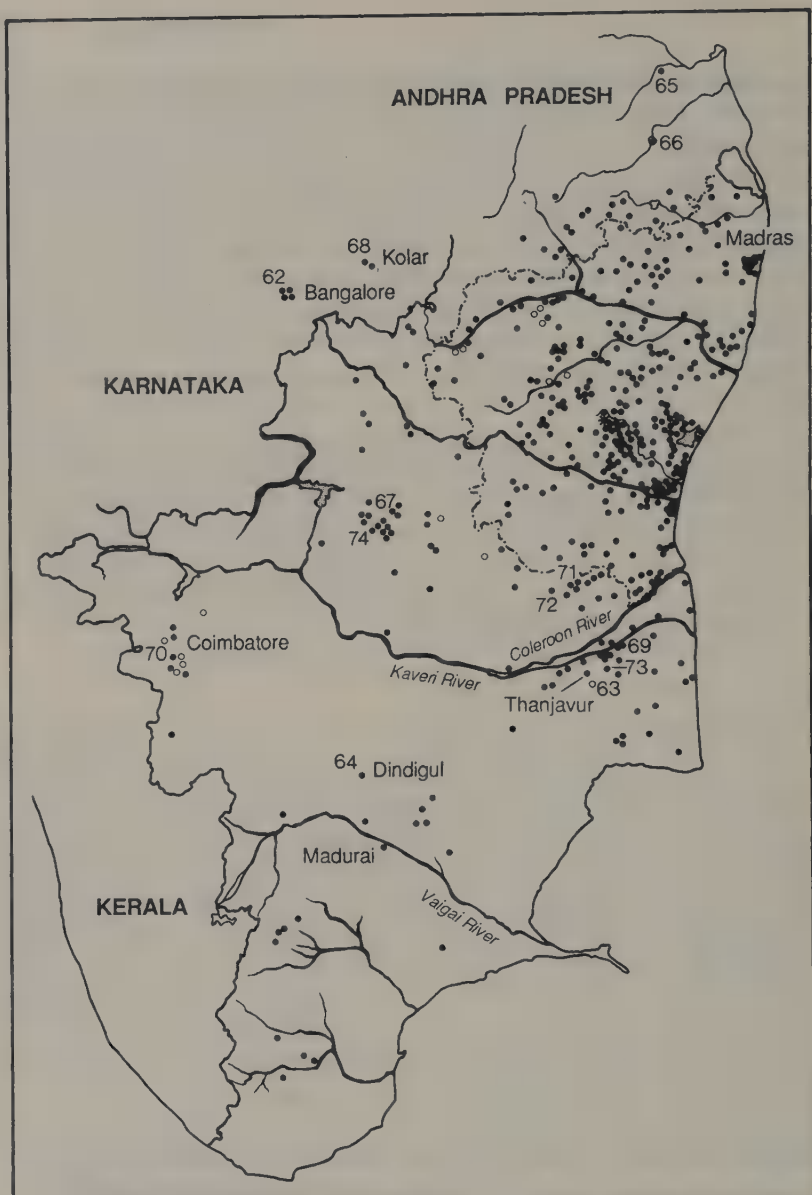 65
ANDHRA PRADESH
66
68
Kolar
Madras
62
Bangalore
KARNATAKA
67
74
71
72
Coleroon River
70
Coimbatore
69
Kaveri River
73
63
Thanjavur
64
Dindigul
Madurai
KERALA
Vaigai River